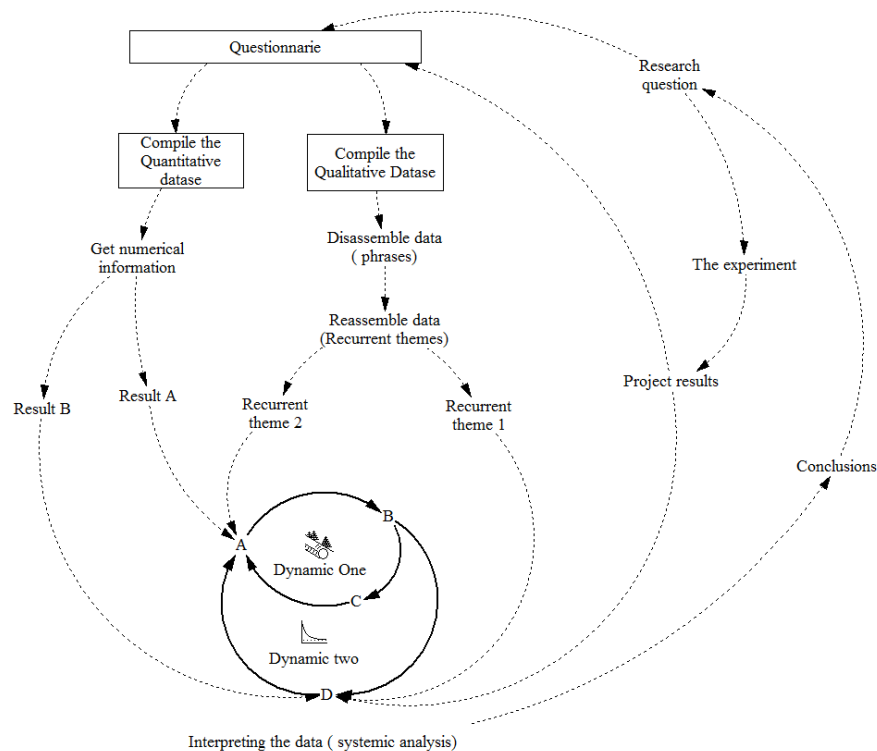 Questionnarie
Research
question
Compile the
Quantitative
datase
Compile the
Qualitative Datase
Get numerical
information
Disassemble data
( phrases)
The experiment
Reassemble data
(Recurrent themes)
Project results
Result B
Result A
Recurrent
theme 2
Recurrent
theme 1
Conclusions
A
B
Dynamic One
C
Dynamic two
D
Interpreting the data ( systemic analysis)